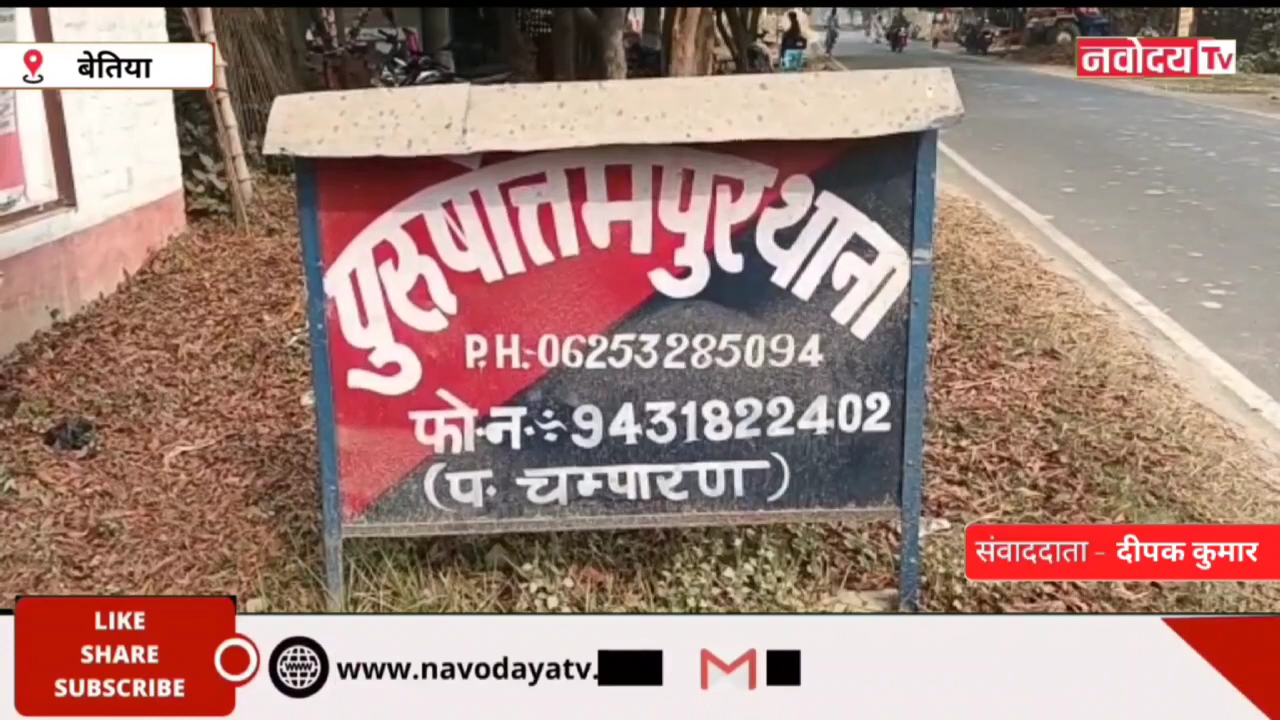 बेतिया
नवोदय Tv
पुरुषोत्तमपुर थाना
P.H.-06253285094
फो.न.÷9431822402
(प. चम्पारण)
संवाददाता - दीपक कुमार
LIKE
SHARE
SUBSCRIBE
www.navodayatv.